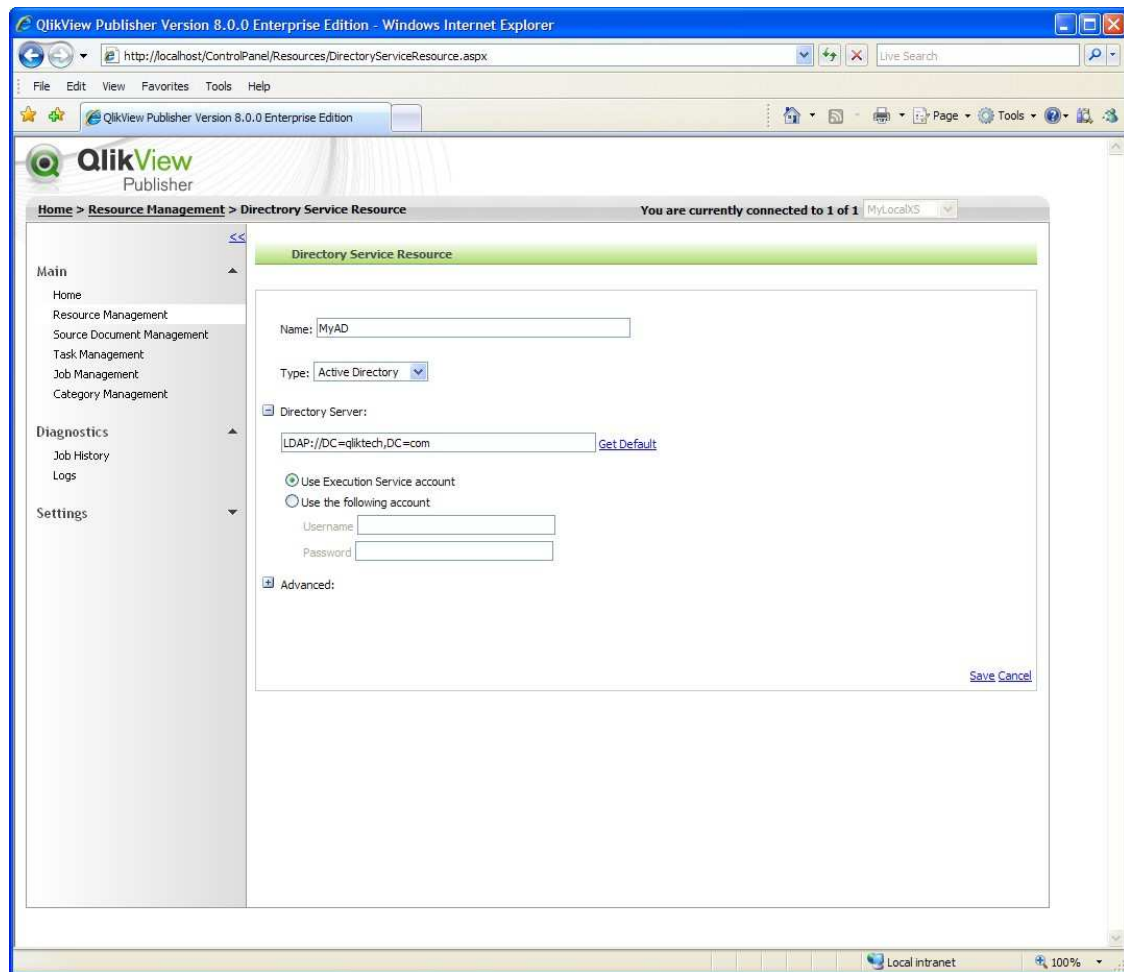 QlikView Publisher Version 8.0.0 Enterprise Edition - Windows Internet Explorer
http://localhost/ControlPanel/Resources/DirectoryServiceResource.aspx
Live Search
File Edit View Favorites Tools Help
QlikView Publisher Version 8.0.0 Enterprise Edition
Page Tools
QlikView
Publisher
Home > Resource Management > Directrory Service Resource
You are currently connected to 1 of 1 MyLocalXS
<<
Directory Service Resource
Main
Home
Resource Management
Source Document Management
Task Management
Job Management
Category Management
Diagnostics
Job History
Logs
Settings
Name: MyAD
Type: Active Directory
Directory Server:
LDAP://DC=qliktech,DC=com Get Default
Use Execution Service account
Use the following account
Username
Password
Advanced:
Save Cancel
Local intranet
100%